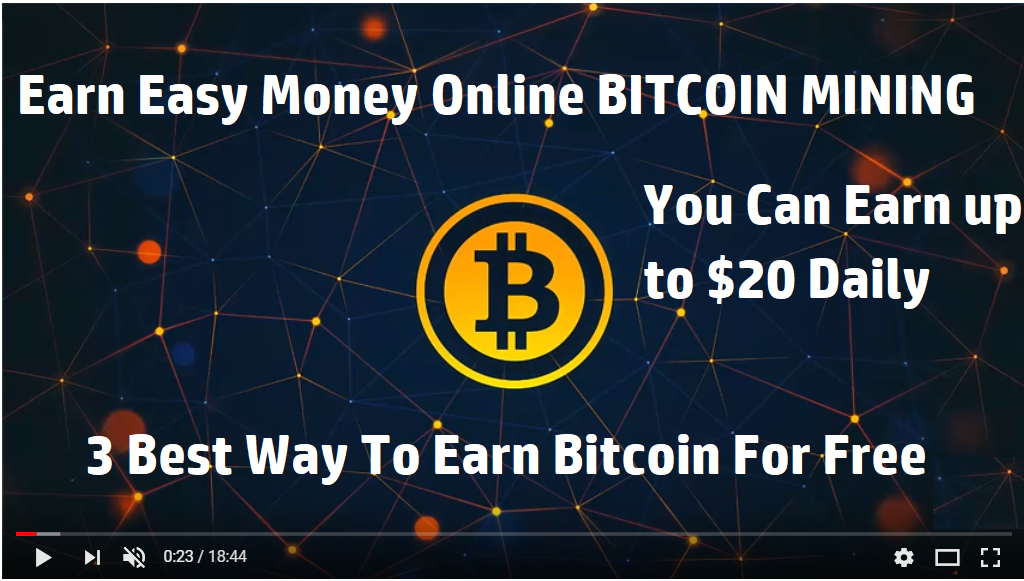 Earn Easy Money Online BITCOIN MINING
You Can Earn up
to $20 Daily
3 Best Way To Earn Bitcoin For Free
0:23 / 18:44